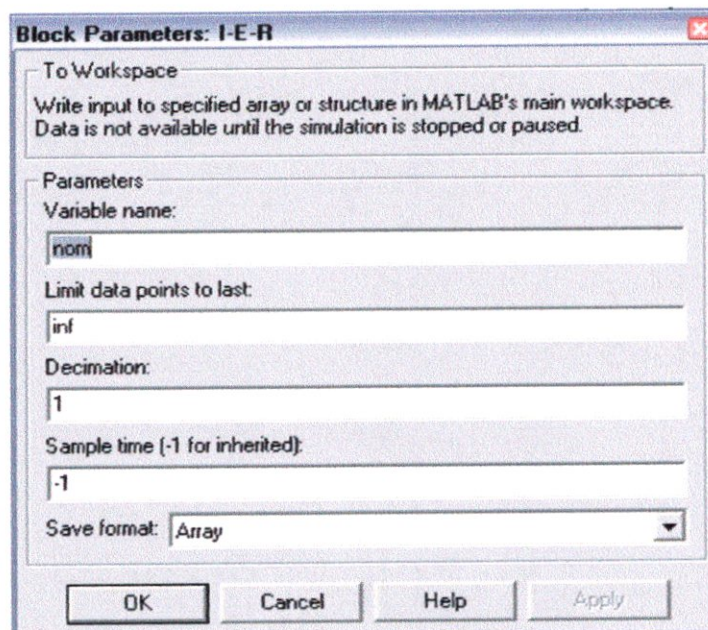 Block Parameters: I-E-R
To Workspace
Write input to specified array or structure in MATLAB's main workspace.
Data is not available until the simulation is stopped or paused.
Parameters
Variable name:
nom
Limit data points to last:
inf
Decimation:
1
Sample time (-1 for inherited):
-1
Save format: Array
OK Cancel Help Apply